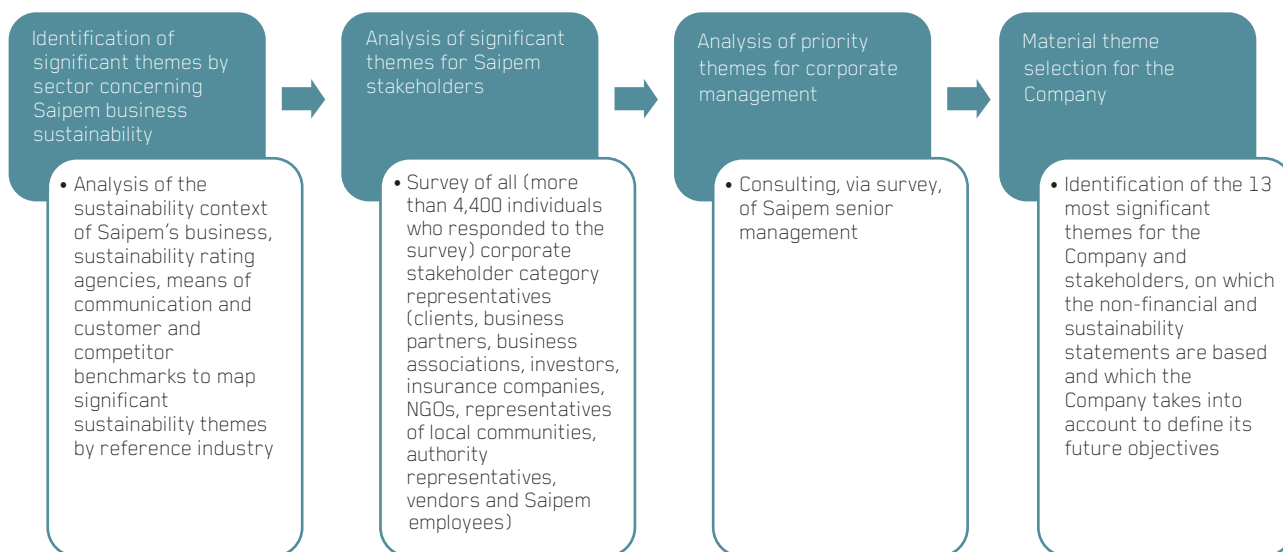 Identification of
significant themes by
sector concerning
Saipem business
sustainability
• Analysis of the
sustainability context
of Saipem's business,
sustainability rating
agencies, means of
communication and
customer and
competitor
benchmarks to map
significant
sustainability themes
by reference industry
Analysis of significant
themes for Saipem
stakeholders
• Survey of all (more
than 4,400 individuals
who responded to the
survey) corporate
stakeholder category
representatives
(clients, business
partners, business
associations, investors,
insurance companies,
NGOs, representatives
of local communities,
authority
representatives,
vendors and Saipem
employees)
Analysis of priority
themes for corporate
management
• Consulting, via survey,
of Saipem senior
management
Material theme
selection for the
Company
• Identification of the 13
most significant
themes for the
Company and
stakeholders, on which
the non-financial and
sustainability
statements are based
and which the
Company takes into
account to define its
future objectives